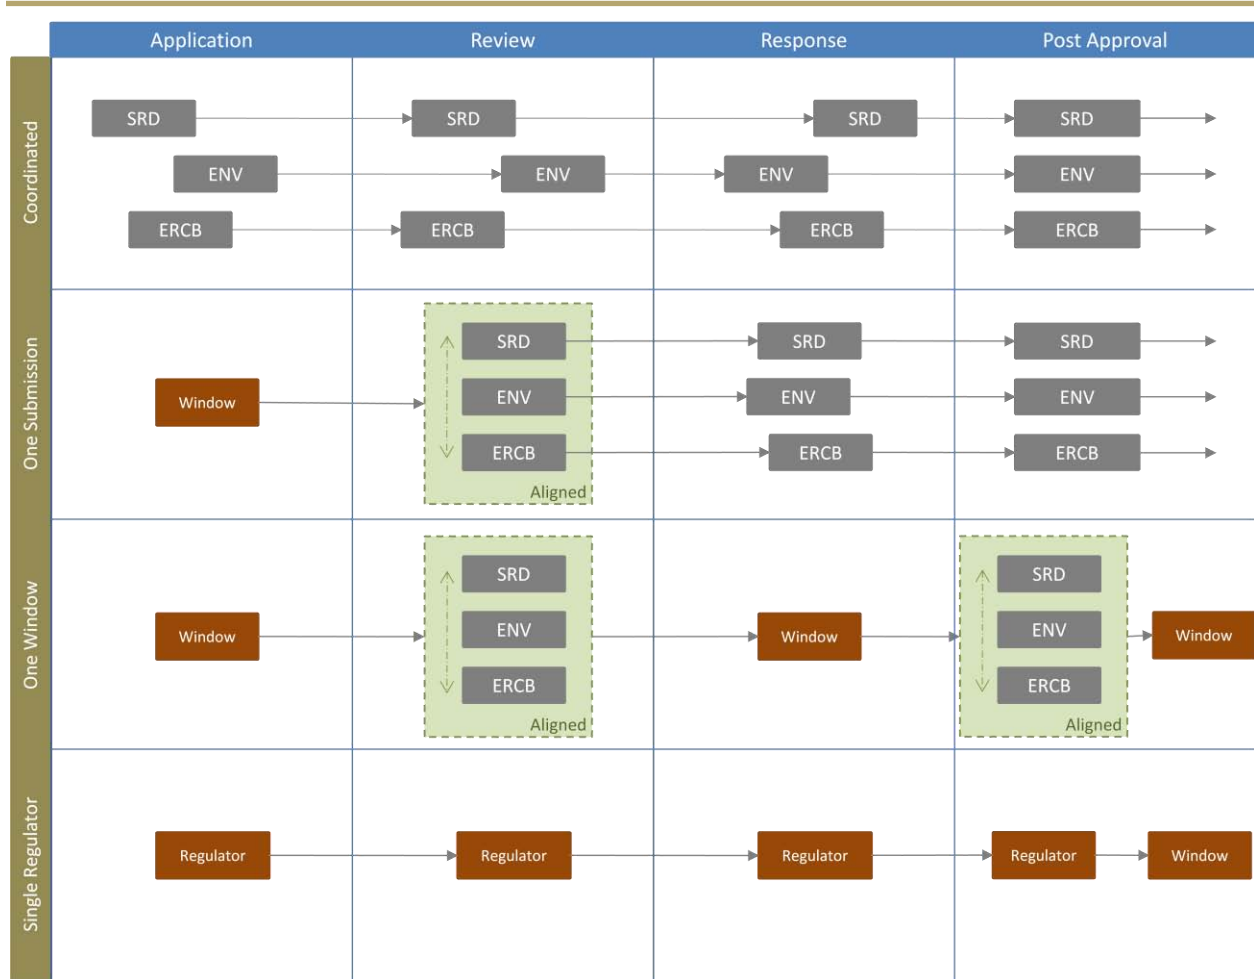 Application Review Response Post Approval
Coordinated
SRD SRD SRD SRD
ENV ENV ENV ENV
ERCB ERCB ERCB ERCB
One Submission
SRD SRD SRD
Window ENV ENV ENV
ERCB ERCB ERCB
Aligned
One Window
SRD SRD
Window ENV Window ENV Window
ERCB ERCB
Aligned Aligned
Single Regulator
Regulator Regulator Regulator Regulator Window